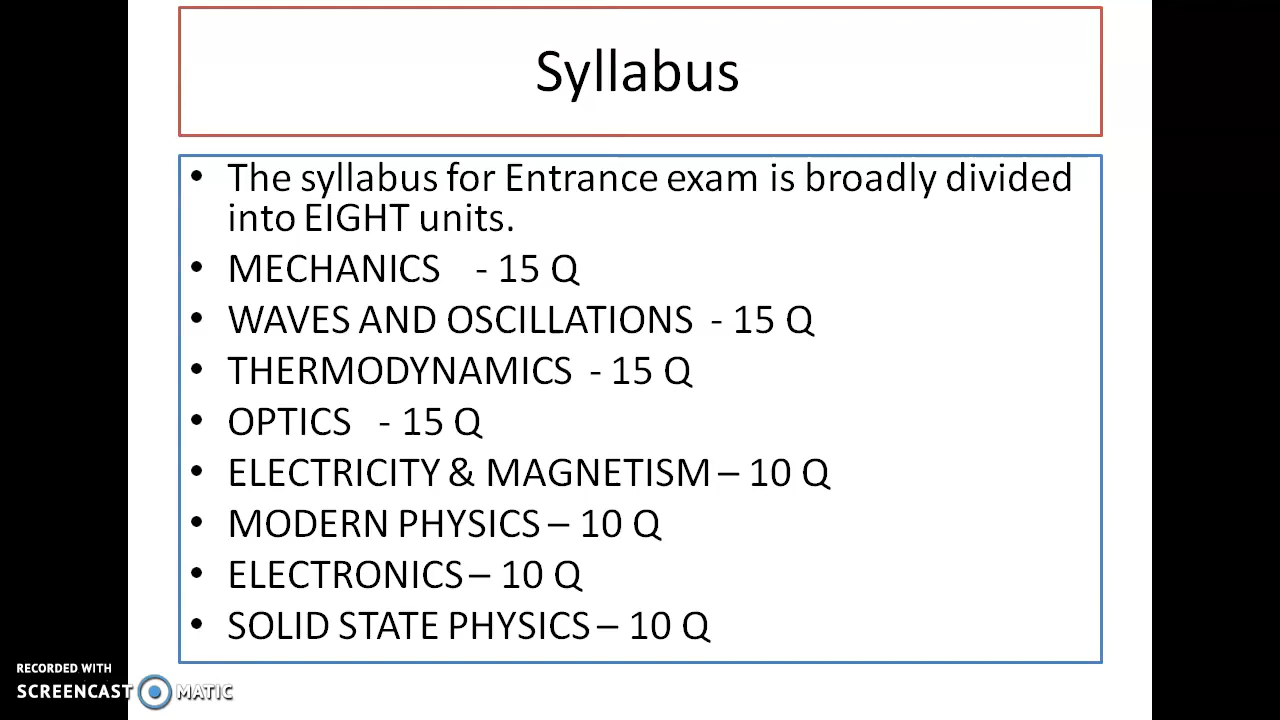 Syllabus
• The syllabus for Entrance exam is broadly divided
into EIGHT units.
• MECHANICS - 15 Q
• WAVES AND OSCILLATIONS - 15 Q
• THERMODYNAMICS - 15 Q
• OPTICS - 15 Q
• ELECTRICITY & MAGNETISM – 10 Q
• MODERN PHYSICS – 10 Q
• ELECTRONICS – 10 Q
• SOLID STATE PHYSICS – 10 Q
RECORDED WITH
SCREENCAST MATIC